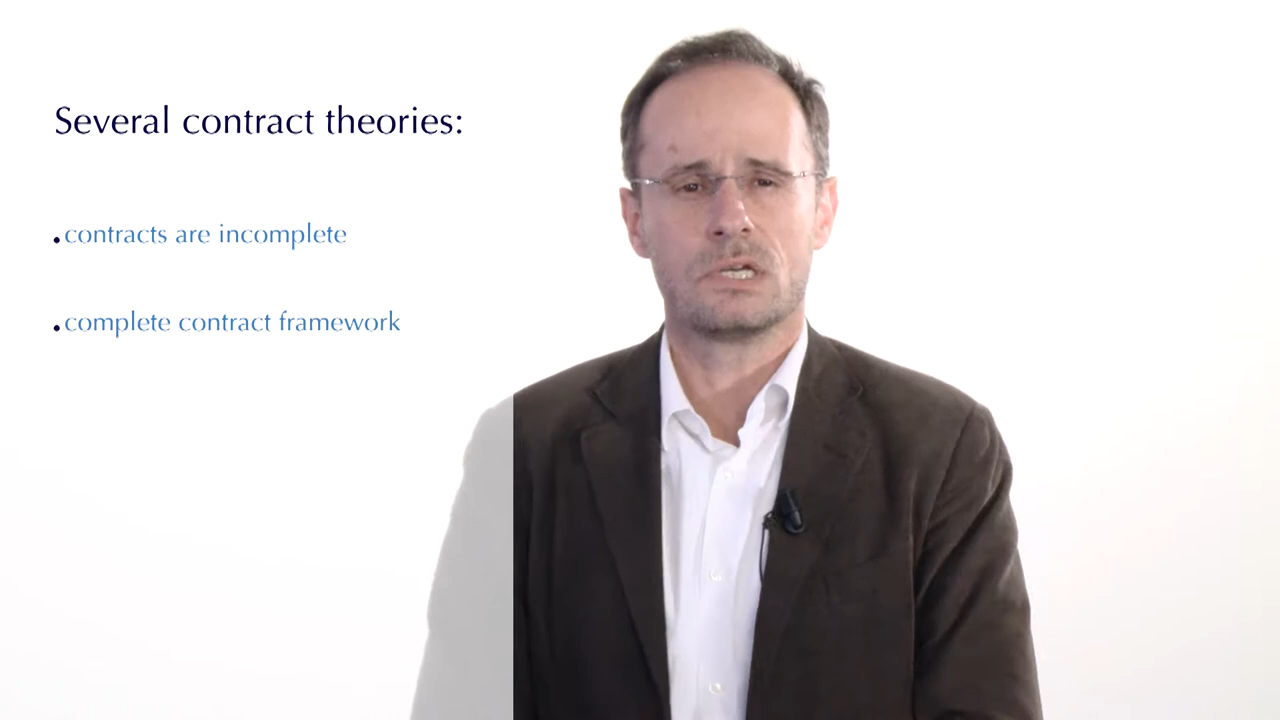 Several contract theories:
.contracts are incomplete
.complete contract framework